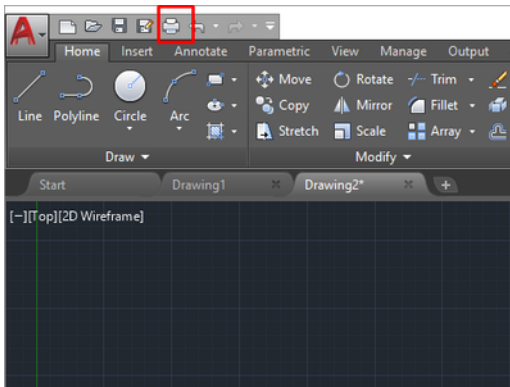 A
Home Insert Annotate Parametric View Manage Output
Move Rotate Trim
Copy Mirror Fillet
Line Polyline Circle Arc
Stretch Scale Array
Draw Modify
Start Drawing1 Drawing2*
[−][Top][2D Wireframe]